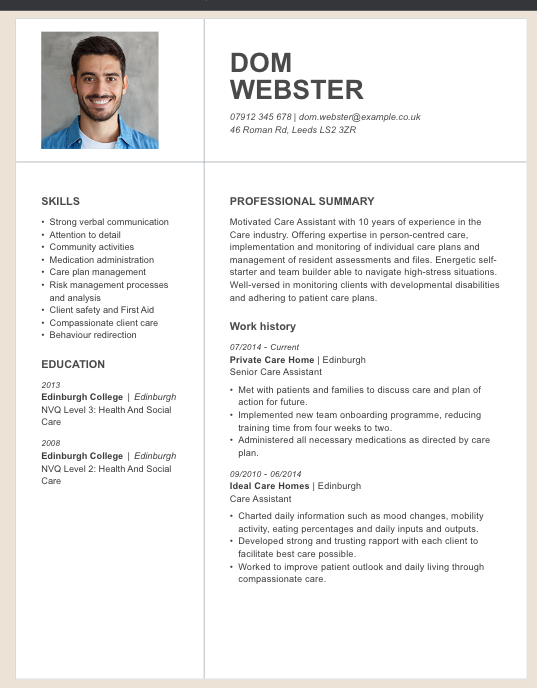 DOM
WEBSTER
07912 345 678 | dom.webster@example.co.uk
46 Roman Rd, Leeds LS2 3ZR
SKILLS
• Strong verbal communication
• Attention to detail
• Community activities
• Medication administration
• Care plan management
• Risk management processes
and analysis
• Client safety and First Aid
• Compassionate client care
• Behaviour redirection
EDUCATION
2013
Edinburgh College | Edinburgh
NVQ Level 3: Health And Social
Care
2008
Edinburgh College | Edinburgh
NVQ Level 2: Health And Social
Care
PROFESSIONAL SUMMARY
Motivated Care Assistant with 10 years of experience in the
Care industry. Offering expertise in person-centred care,
implementation and monitoring of individual care plans and
management of resident assessments and files. Energetic self-
starter and team builder able to navigate high-stress situations.
Well-versed in monitoring clients with developmental disabilities
and adhering to patient care plans.
Work history
07/2014 - Current
Private Care Home | Edinburgh
Senior Care Assistant
• Met with patients and families to discuss care and plan of
action for future.
• Implemented new team onboarding programme, reducing
training time from four weeks to two.
• Administered all necessary medications as directed by care
plan.
09/2010 - 06/2014
Ideal Care Homes | Edinburgh
Care Assistant
• Charted daily information such as mood changes, mobility
activity, eating percentages and daily inputs and outputs.
• Developed strong and trusting rapport with each client to
facilitate best care possible.
• Worked to improve patient outlook and daily living through
compassionate care.